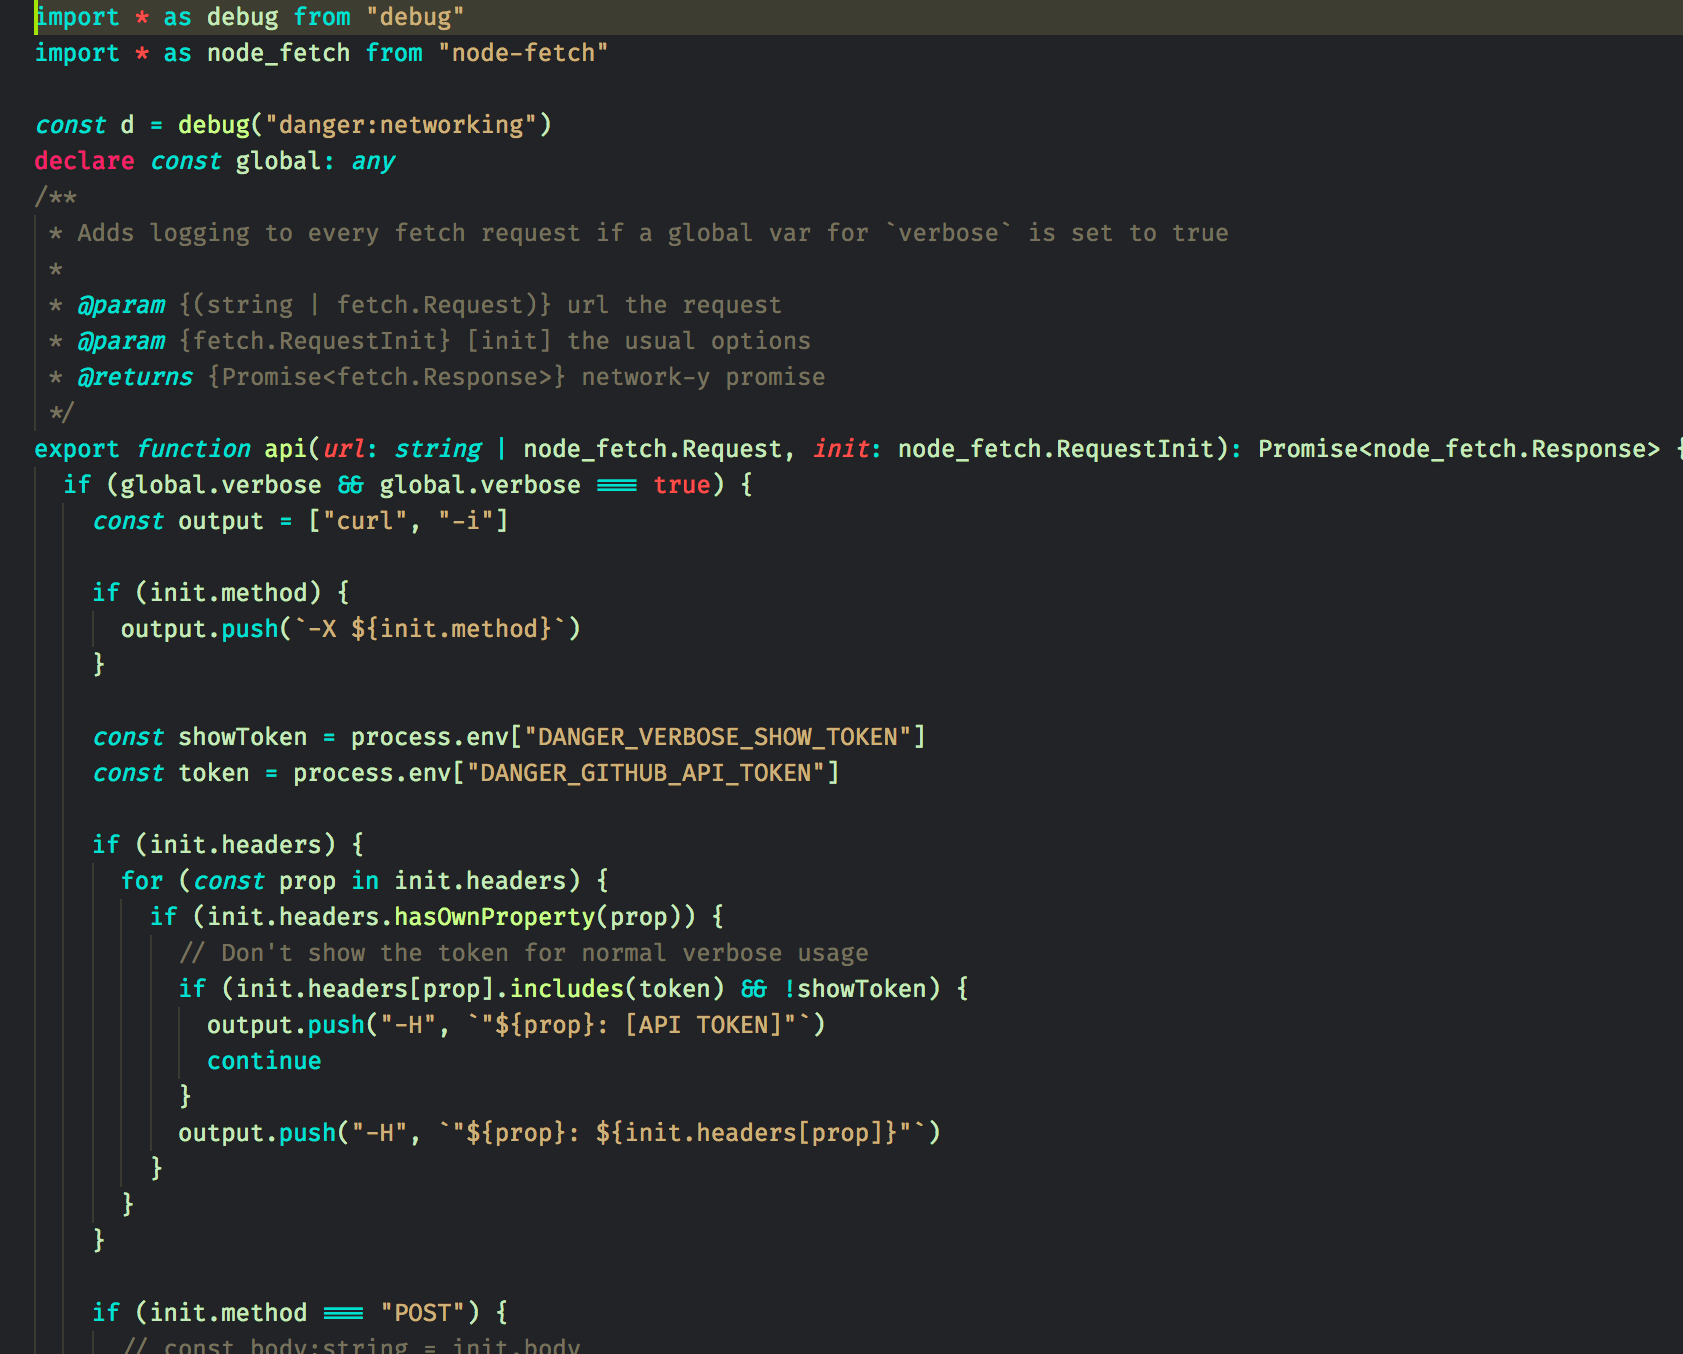 import * as debug from "debug"
import * as node_fetch from "node-fetch"

const d = debug("danger:networking")
declare const global: any
/**
 * Adds logging to every fetch request if a global var for `verbose` is set to true
 *
 * @param {(string | fetch.Request)} url the request
 * @param {fetch.RequestInit} [init] the usual options
 * @returns {Promise<fetch.Response>} network-y promise
 */
export function api(url: string | node_fetch.Request, init: node_fetch.RequestInit): Promise<node_fetch.Response> {
  if (global.verbose && global.verbose === true) {
    const output = ["curl", "-i"]

    if (init.method) {
      output.push(`-X ${init.method}`)
    }

    const showToken = process.env["DANGER_VERBOSE_SHOW_TOKEN"]
    const token = process.env["DANGER_GITHUB_API_TOKEN"]

    if (init.headers) {
      for (const prop in init.headers) {
        if (init.headers.hasOwnProperty(prop)) {
          // Don't show the token for normal verbose usage
          if (init.headers[prop].includes(token) && !showToken) {
            output.push("-H", `"${prop}: [API TOKEN]"`)
            continue
          }
          output.push("-H", `"${prop}: ${init.headers[prop]}"`)
        }
      }
    }

    if (init.method === "POST") {
      // const body:string = init.body